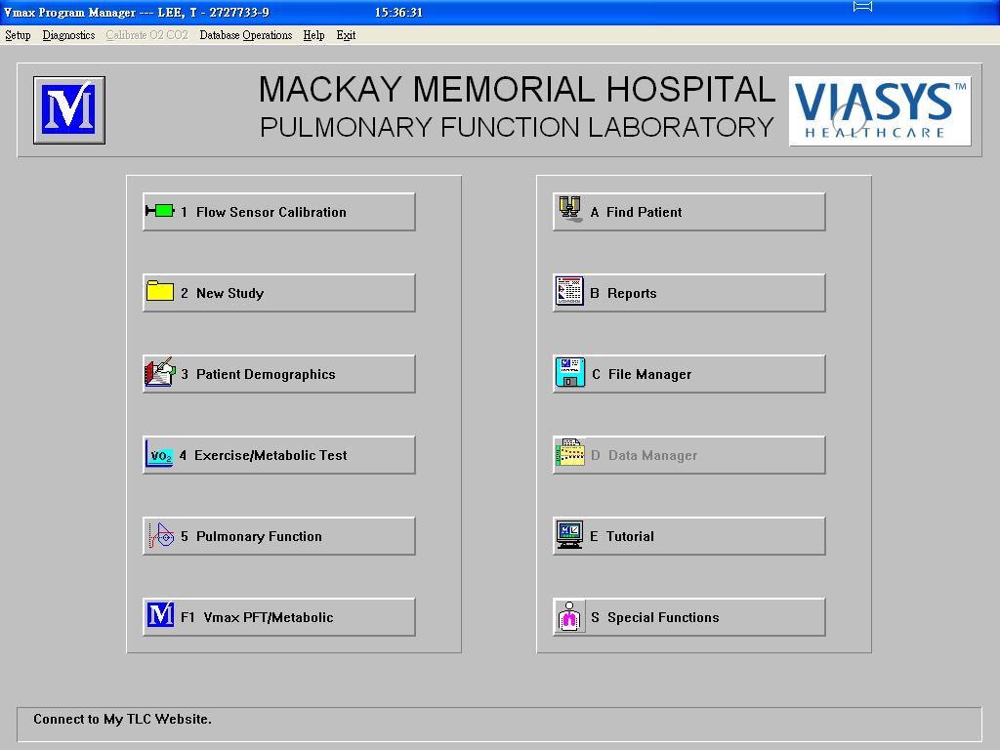 Vmax Program Manager --- LEE, T - 2727733-9 15:36:31
Setup Diagnostics Calibrate O2 CO2 Database Operations Help Exit
M
MACKAY MEMORIAL HOSPITAL
PULMONARY FUNCTION LABORATORY
VIASYS™
HEALTHCARE
1 Flow Sensor Calibration
2 New Study
3 Patient Demographics
VO2 4 Exercise/Metabolic Test
5 Pulmonary Function
M F1 Vmax PFT/Metabolic
A Find Patient
B Reports
C File Manager
D Data Manager
E Tutorial
S Special Functions
Connect to My TLC Website.